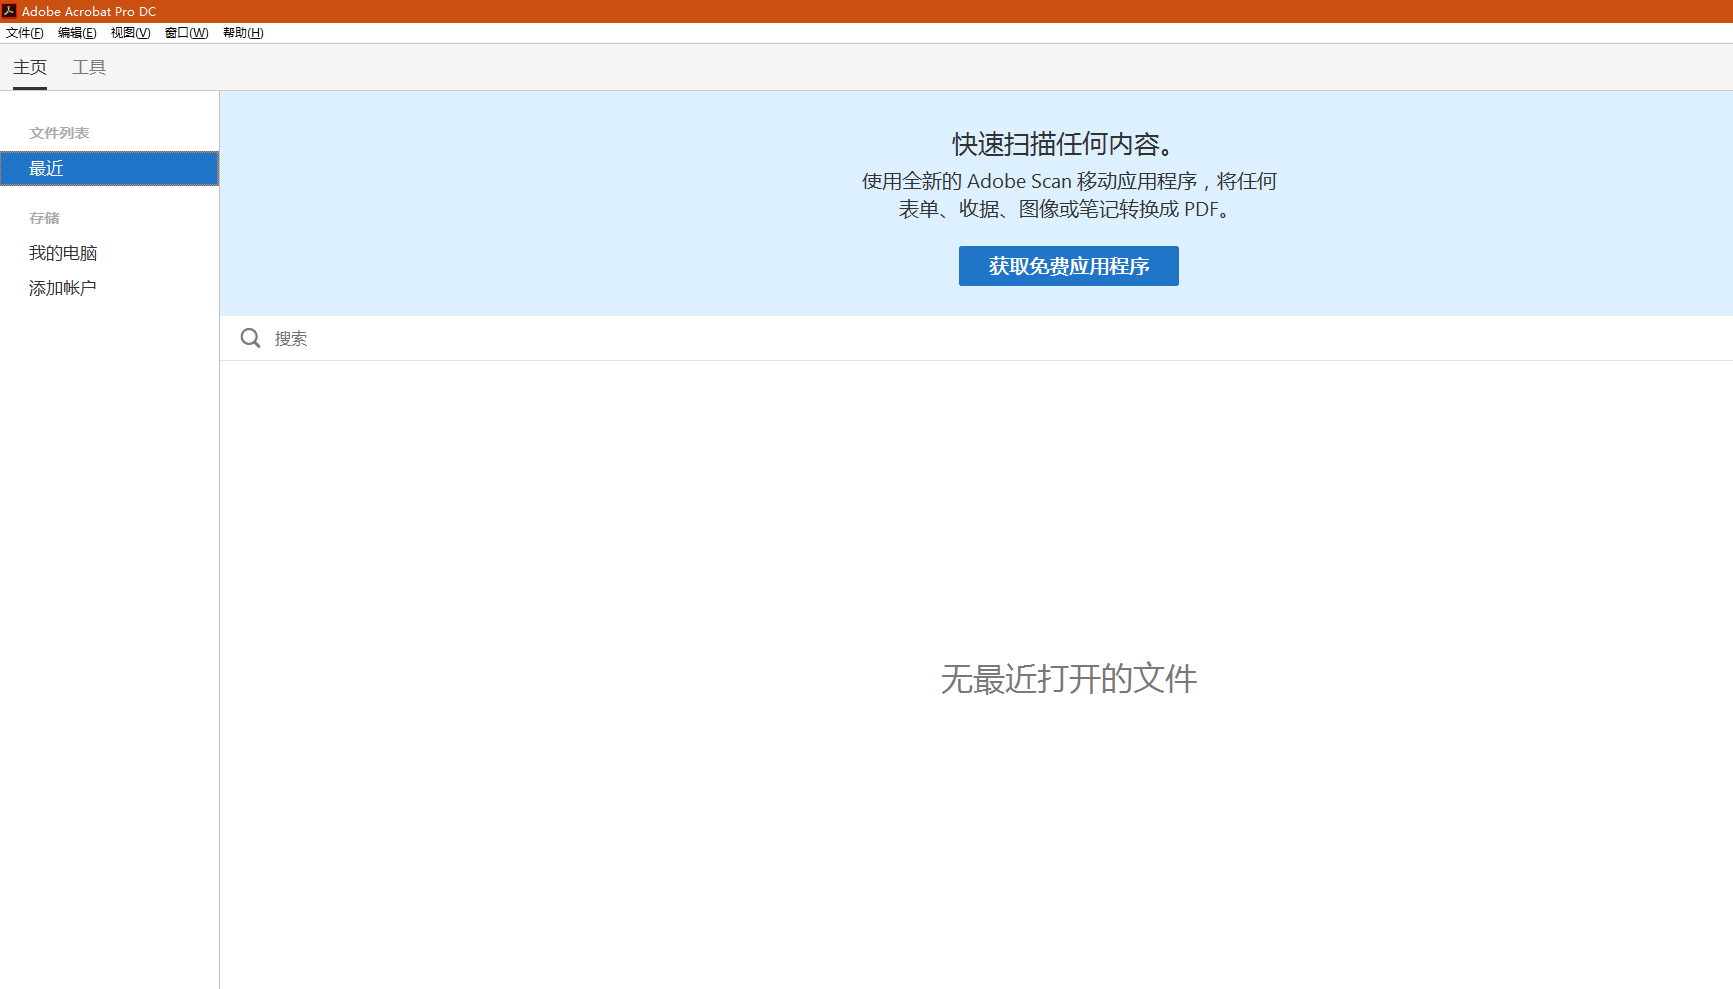 Adobe Acrobat Pro DC
文件(F) 编辑(E) 视图(V) 窗口(W) 帮助(H)
主页 工具
文件列表
最近
存储
我的电脑
添加帐户
快速扫描任何内容。
使用全新的 Adobe Scan 移动应用程序，将任何
表单、收据、图像或笔记转换成 PDF。
获取免费应用程序
搜索
无最近打开的文件